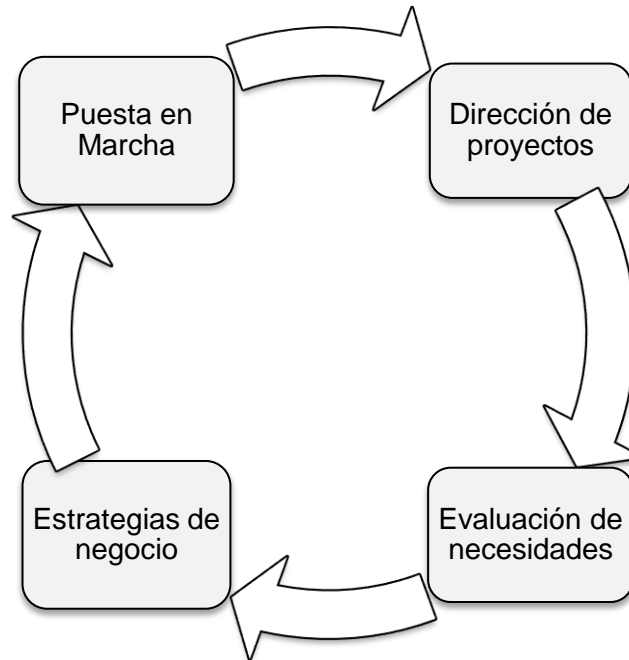 Puesta en
Marcha
Dirección de
proyectos
Estrategias de
negocio
Evaluación de
necesidades